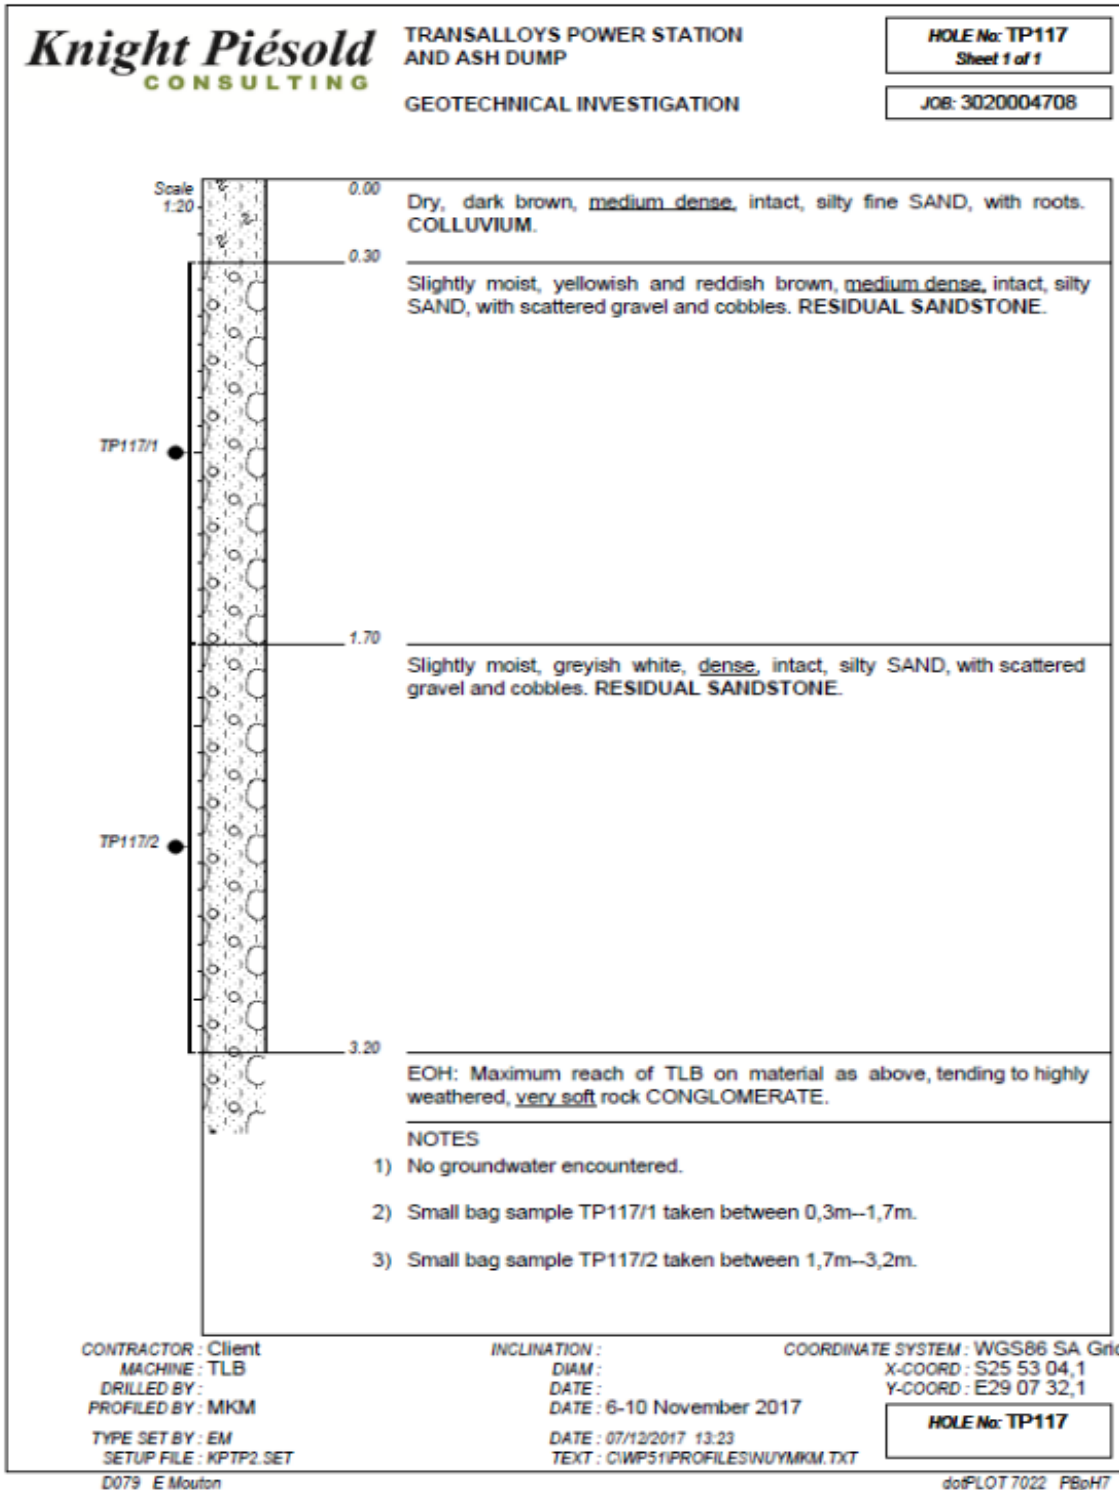 Knight Piésold
CONSULTING
TRANSALLOYS POWER STATION
AND ASH DUMP
GEOTECHNICAL INVESTIGATION
HOLE No: TP117
Sheet 1 of 1
JOB: 3020004708
Scale
1:20
0.00
Dry, dark brown, medium dense, intact, silty fine SAND, with roots.
COLLUVIUM.
0.30
Slightly moist, yellowish and reddish brown, medium dense, intact, silty
SAND, with scattered gravel and cobbles. RESIDUAL SANDSTONE.
TP117/1
1.70
Slightly moist, greyish white, dense, intact, silty SAND, with scattered
gravel and cobbles. RESIDUAL SANDSTONE.
TP117/2
3.20
EOH: Maximum reach of TLB on material as above, tending to highly
weathered, very soft rock CONGLOMERATE.
NOTES
1) No groundwater encountered.
2) Small bag sample TP117/1 taken between 0,3m--1,7m.
3) Small bag sample TP117/2 taken between 1,7m--3,2m.
CONTRACTOR : Client
MACHINE : TLB
DRILLED BY :
PROFILED BY : MKM
TYPE SET BY : EM
SETUP FILE : KPTP2.SET
INCLINATION :
DIAM :
DATE :
DATE : 6-10 November 2017
DATE : 07/12/2017 13:23
TEXT : C:\WP51\PROFILES\NUYMKM.TXT
COORDINATE SYSTEM : WGS86 SA Grid
X-COORD : S25 53 04,1
Y-COORD : E29 07 32,1
HOLE No: TP117
D079 E Mouton
dotPLOT 7022 PBpH7